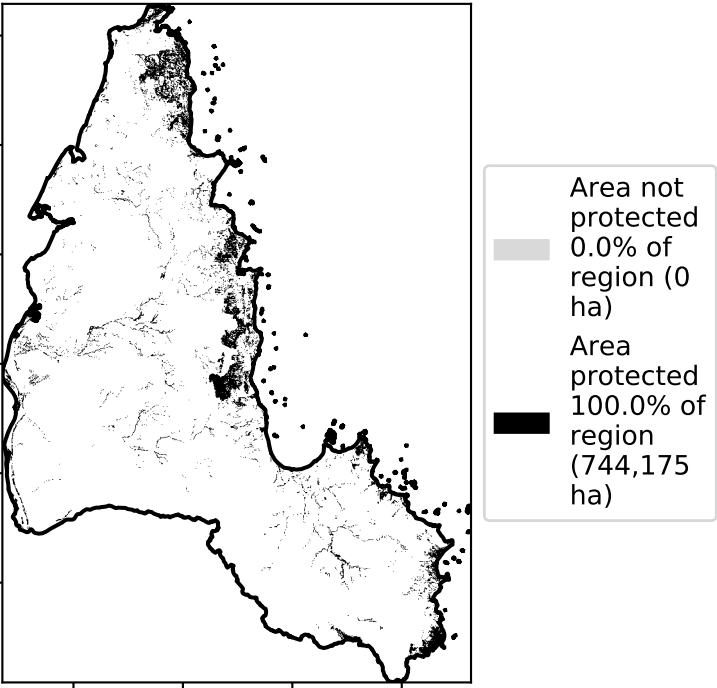 Area not
protected
0.0% of
region (0
ha)
Area
protected
100.0% of
region
(744,175
ha)